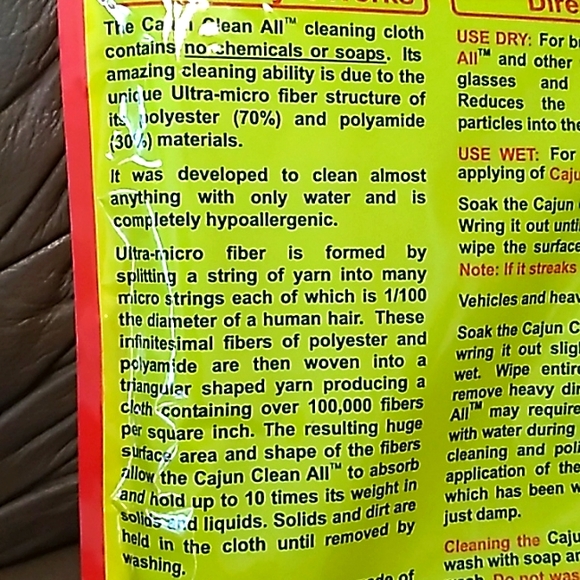 The Cajun Clean All™ cleaning cloth
contains no chemicals or soaps. Its
amazing cleaning ability is due to the
unique Ultra-micro fiber structure of
its polyester (70%) and polyamide
(30%) materials.
It was developed to clean almost
anything with only water and is
completely hypoallergenic.
Ultra-micro fiber is formed by
splitting a string of yarn into many
micro strings each of which is 1/100
the diameter of a human hair. These
infinitesimal fibers of polyester and
polyamide are then woven into a
triangular shaped yarn producing a
cloth containing over 100,000 fibers
per square inch. The resulting huge
surface area and shape of the fibers
allow the Cajun Clean All™ to absorb
and hold up to 10 times its weight in
solids and liquids. Solids and dirt are
held in the cloth until removed by
washing.
of
Dire
USE DRY: For
All™ and other
glasses and
Reduces the
particles into the
USE WET: For
applying of Caju
Soak the Cajun
Wring it out until
wipe the surface
Note: If it streaks
Vehicles and heav
Soak the Cajun C
wring it out sligh
wet. Wipe entire
remove heavy di
All™ may require
with water during
cleaning and poli
application of the
which has been w
just damp.
Cleaning the Caju
wash with soap an
Do not was